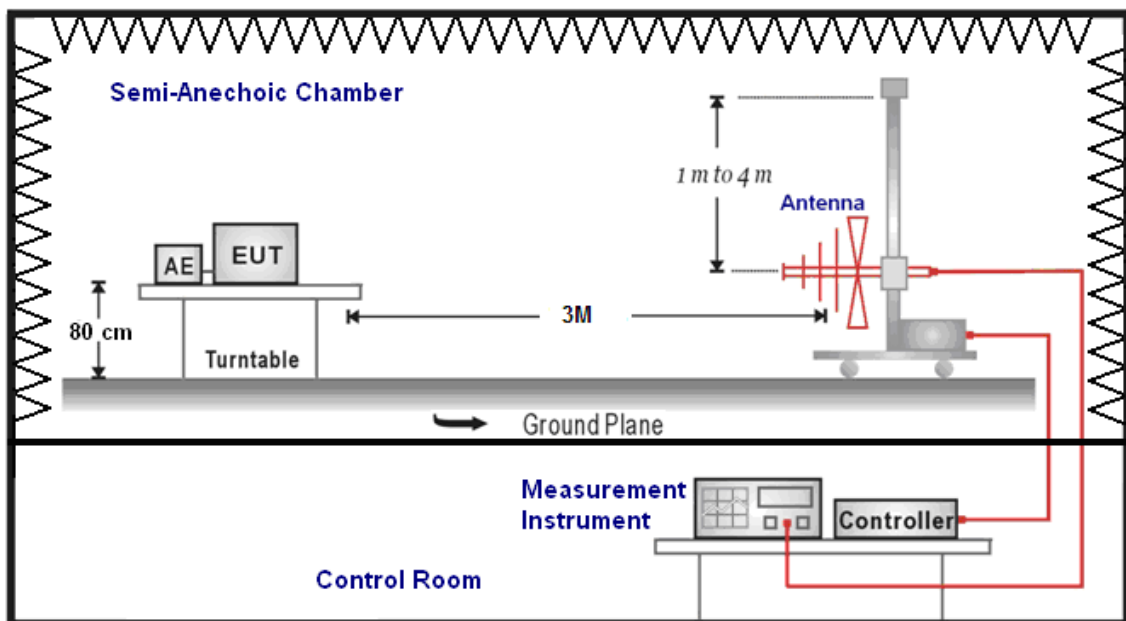 Semi-Anechoic Chamber
1 m to 4 m
Antenna
AE
EUT
80 cm
3M
Turntable
Ground Plane
Measurement
Instrument
Controller
Control Room